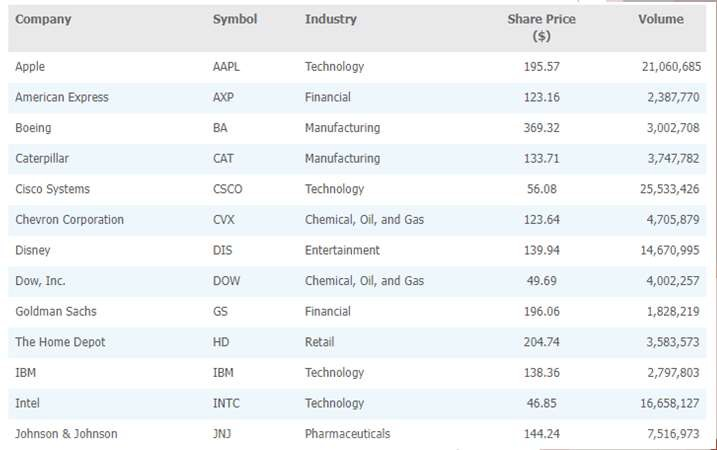 Company Symbol Industry Share Price ($) Volume
Apple AAPL Technology 195.57 21,060,685
American Express AXP Financial 123.16 2,387,770
Boeing BA Manufacturing 369.32 3,002,708
Caterpillar CAT Manufacturing 133.71 3,747,782
Cisco Systems CSCO Technology 56.08 25,533,426
Chevron Corporation CVX Chemical, Oil, and Gas 123.64 4,705,879
Disney DIS Entertainment 139.94 14,670,995
Dow, Inc. DOW Chemical, Oil, and Gas 49.69 4,002,257
Goldman Sachs GS Financial 196.06 1,828,219
The Home Depot HD Retail 204.74 3,583,573
IBM IBM Technology 138.36 2,797,803
Intel INTC Technology 46.85 16,658,127
Johnson & Johnson JNJ Pharmaceuticals 144.24 7,516,973